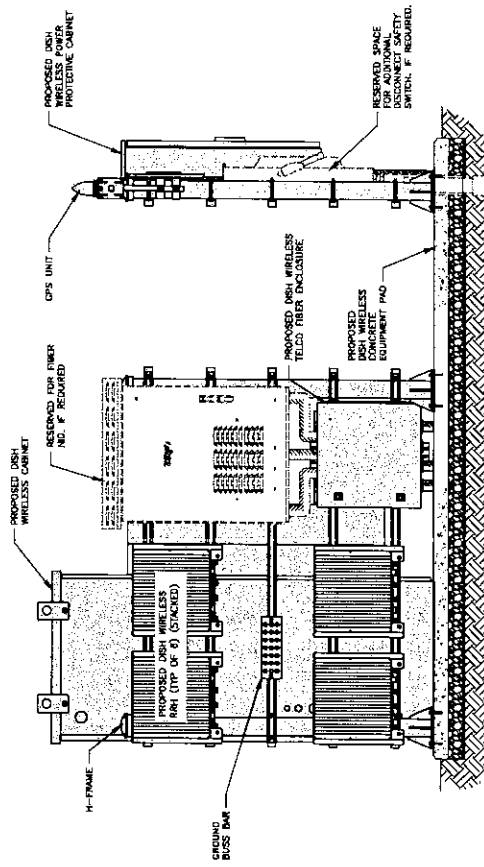 PROPOSED DISH
WIRELESS CABINET
RESERVED FOR FIBER
NID. IF REQUIRED
GPS UNIT
PROPOSED DISH
WIRELESS POWER
PROTECTIVE CABINET
H-FRAME
PROPOSED DISH WIRELESS
RRH (TYP OF 6) (STACKED)
GROUND
BUSS BAR
PROPOSED DISH WIRELESS
TELCO FIBER ENCLOSURE
PROPOSED
DISH WIRELESS
CONCRETE
EQUIPMENT PAD
RESERVED SPACE
FOR ADDITIONAL
DISCONNECT SAFETY
SWITCH. IF REQUIRED.